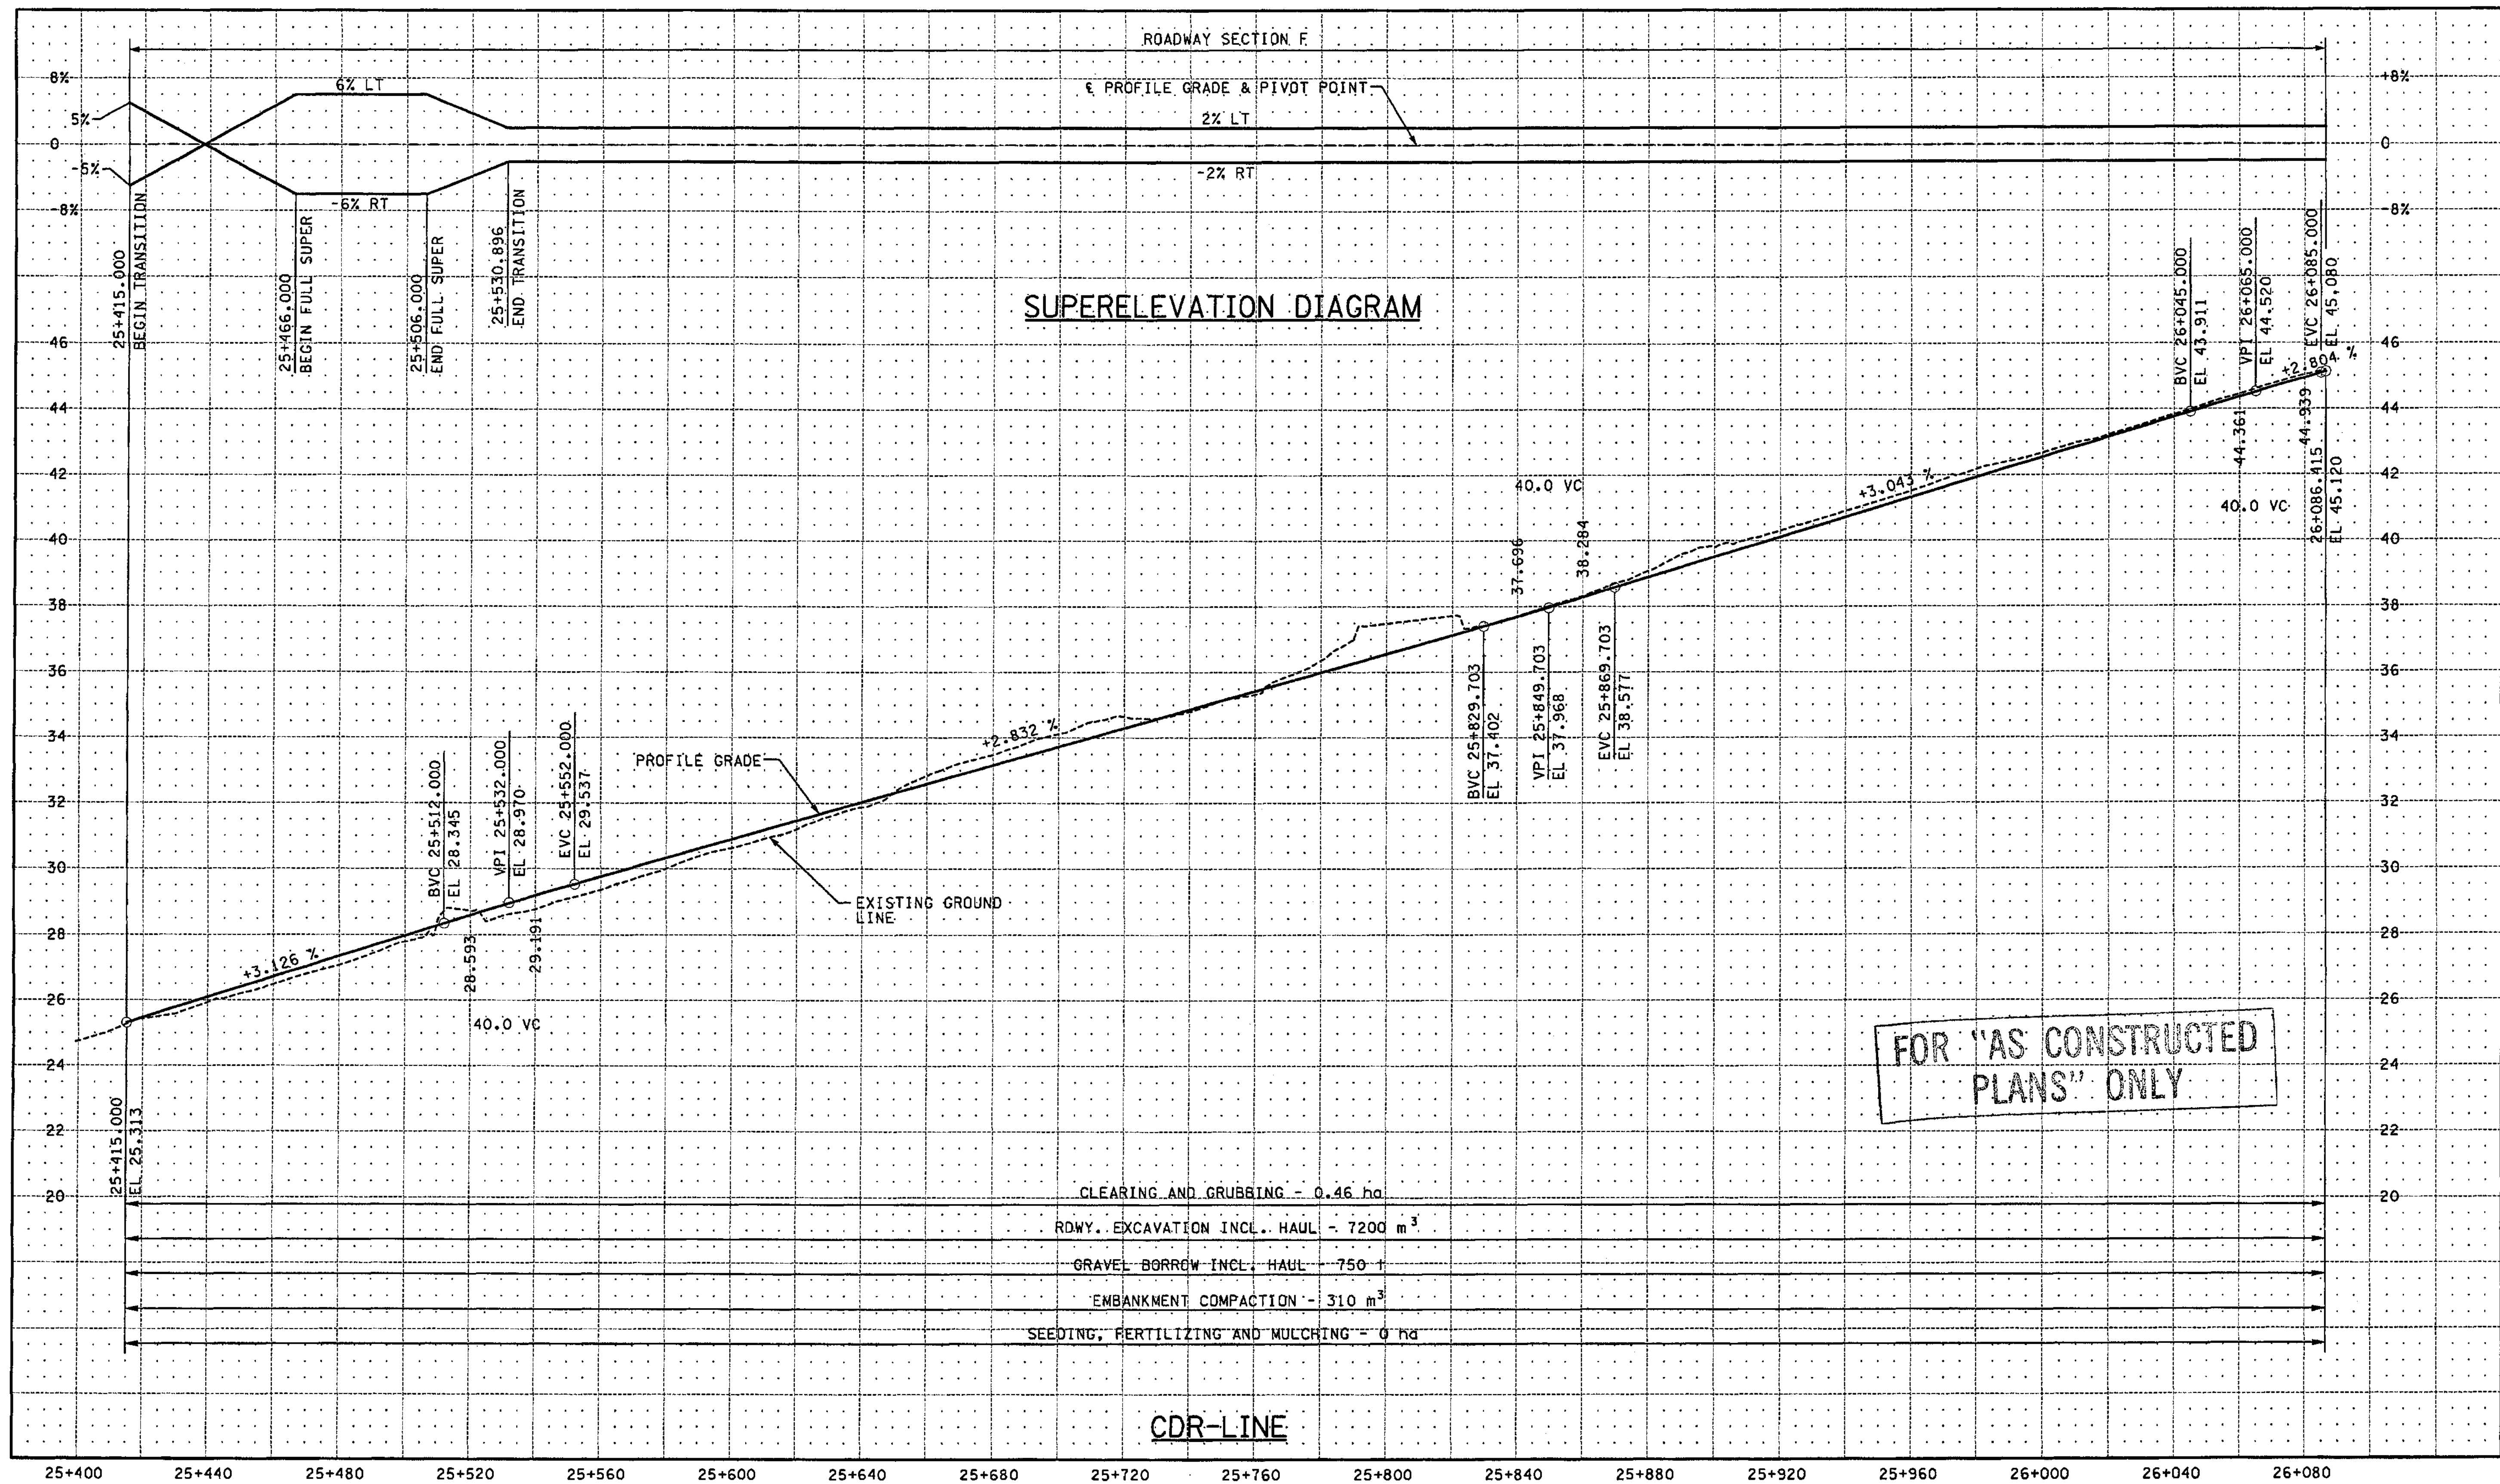 ROADWAY SECTION F
8%
+8%
6% LT
℄ PROFILE GRADE & PIVOT POINT
5%
2% LT
0
0
-5%
-2% RT
-6% RT
-8%
-8%
25+415.000
BEGIN TRANSITION
25+466.000
BEGIN FULL SUPER
25+506.000
END FULL SUPER
25+530.896
END TRANSITION
SUPERELEVATION DIAGRAM
BVC 26+045.000
EL 43.911
VPI 26+065.000
EL 44.520
EVC 26+085.000
EL 45.080
46
46
+2.804 %
44
44
44.361
44.939
42
42
40.0 VC
+3.043 %
40.0 VC
26+086.415
EL 45.120
40
40
37.696
38.284
38
38
36
36
BVC 25+829.703
EL 37.402
VPI 25+849.703
EL 37.968
EVC 25+869.703
EL 38.577
34
34
+2.832 %
PROFILE GRADE
32
32
BVC 25+512.000
EL 28.345
VPI 25+532.000
EL 28.970
EVC 25+552.000
EL 29.537
30
30
EXISTING GROUND
LINE
28
28
28.593
29.191
+3.126 %
26
26
40.0 VC
FOR "AS CONSTRUCTED
PLANS" ONLY
24
24
22
22
25+415.000
EL 25.313
20
20
CLEARING AND GRUBBING - 0.46 ha
RDWY. EXCAVATION INCL. HAUL - 7200 m³
GRAVEL BORROW INCL. HAUL - 750 t
EMBANKMENT COMPACTION - 310 m³
SEEDING, FERTILIZING AND MULCHING - 0 ha
CDR-LINE
25+400 25+440 25+480 25+520 25+560 25+600 25+640 25+680 25+720 25+760 25+800 25+840 25+880 25+920 25+960 26+000 26+040 26+080